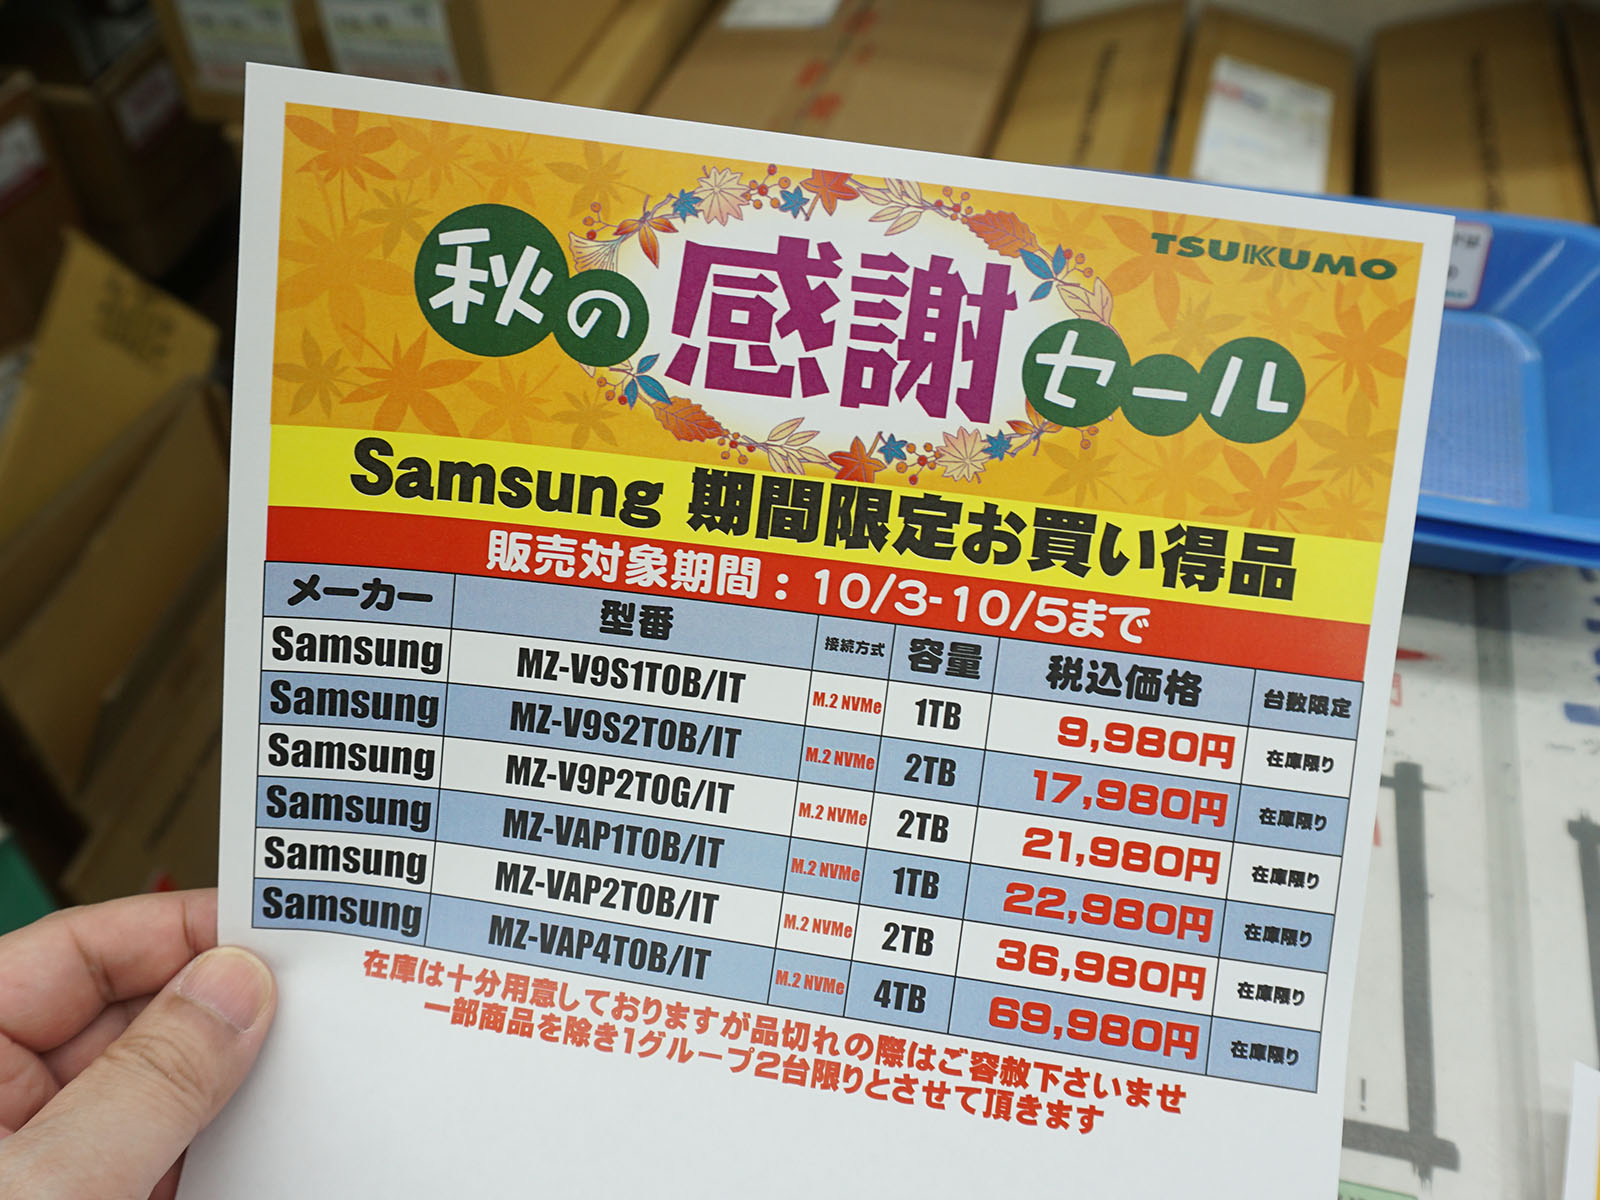 TSUKUMO
秋の感謝セール
Samsung 期間限定お買い得品
販売対象期間：10/3-10/5まで
メーカー 型番 接続方式 容量 税込価格 台数限定
Samsung MZ-V9S1T0B/IT M.2 NVMe 1TB 9,980円 在庫限り
Samsung MZ-V9S2T0B/IT M.2 NVMe 2TB 17,980円 在庫限り
Samsung MZ-V9P2T0G/IT M.2 NVMe 2TB 21,980円 在庫限り
Samsung MZ-VAP1T0B/IT M.2 NVMe 1TB 22,980円 在庫限り
Samsung MZ-VAP2T0B/IT M.2 NVMe 2TB 36,980円 在庫限り
Samsung MZ-VAP4T0B/IT M.2 NVMe 4TB 69,980円 在庫限り
在庫は十分用意しておりますが品切れの際はご容赦下さいませ
一部商品を除き1グループ2台限りとさせて頂きます